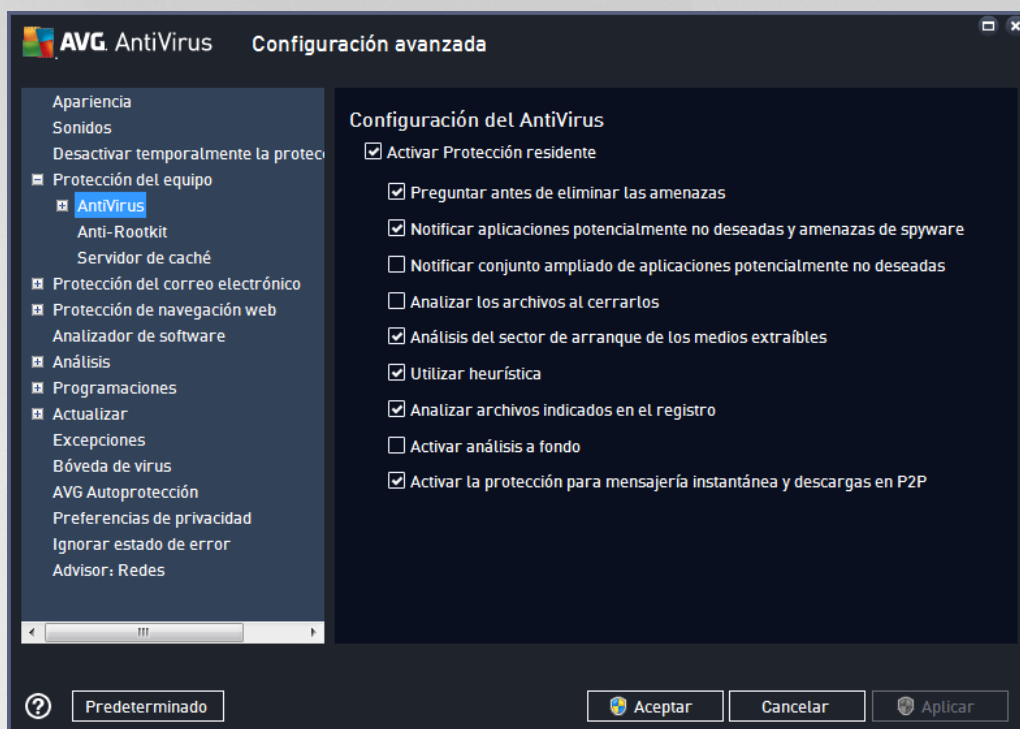 AVG. AntiVirus
Configuración avanzada
Apariencia
Sonidos
Desactivar temporalmente la protec
Protección del equipo
AntiVirus
Anti-Rootkit
Servidor de caché
Protección del correo electrónico
Protección de navegación web
Analizador de software
Análisis
Programaciones
Actualizar
Excepciones
Bóveda de virus
AVG Autoprotección
Preferencias de privacidad
Ignorar estado de error
Advisor: Redes
Configuración del AntiVirus
Activar Protección residente
Preguntar antes de eliminar las amenazas
Notificar aplicaciones potencialmente no deseadas y amenazas de spyware
Notificar conjunto ampliado de aplicaciones potencialmente no deseadas
Analizar los archivos al cerrarlos
Análisis del sector de arranque de los medios extraíbles
Utilizar heurística
Analizar archivos indicados en el registro
Activar análisis a fondo
Activar la protección para mensajería instantánea y descargas en P2P
? Predeterminado
Aceptar
Cancelar
Aplicar